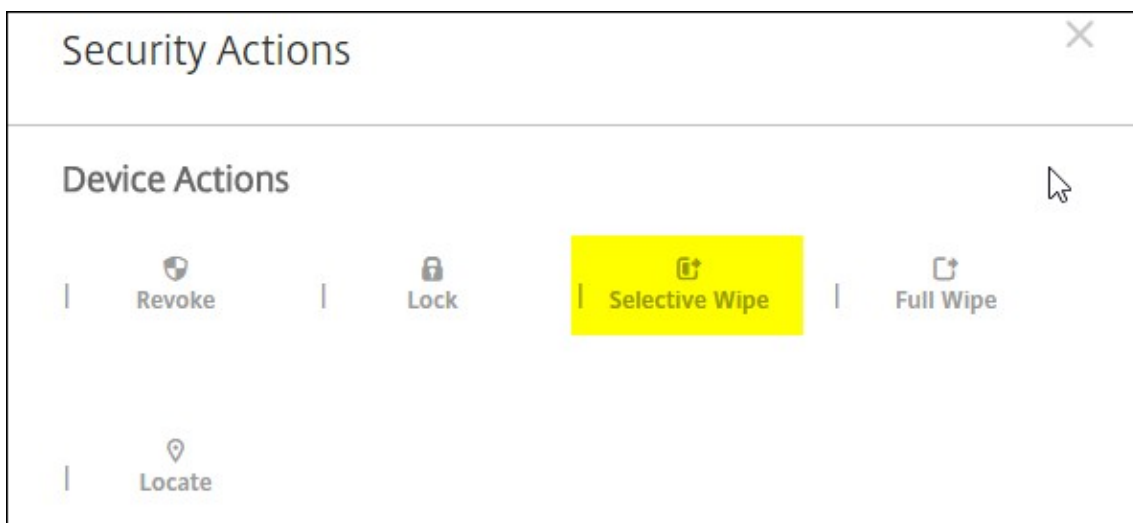 Security Actions
Device Actions
Revoke Lock Selective Wipe Full Wipe
Locate